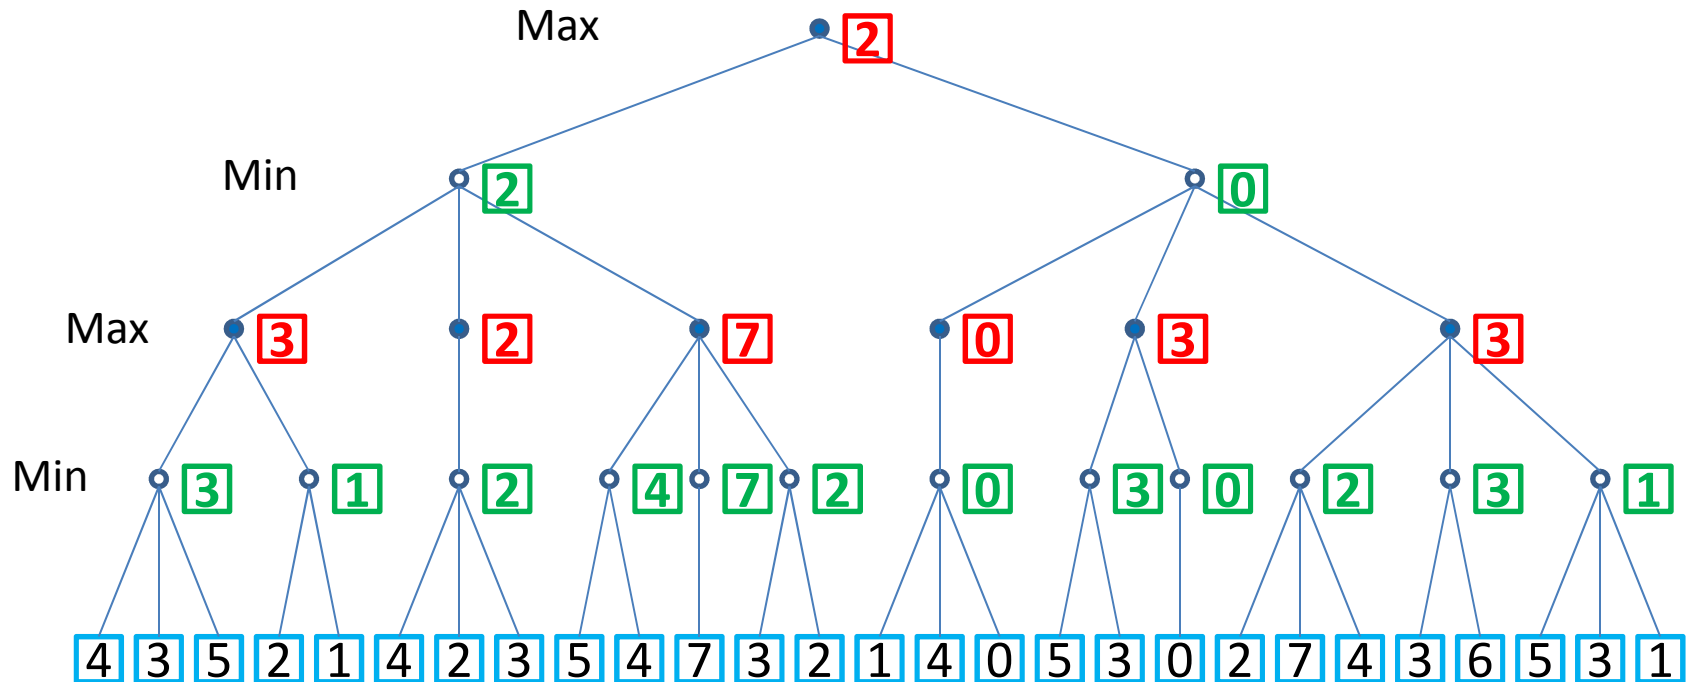 Max 2
Min 2 0
Max 3 2 7 0 3 3
Min 3 1 2 4 7 2 0 3 0 2 3 1
4 3 5 2 1 4 2 3 5 4 7 3 2 1 4 0 5 3 0 2 7 4 3 6 5 3 1